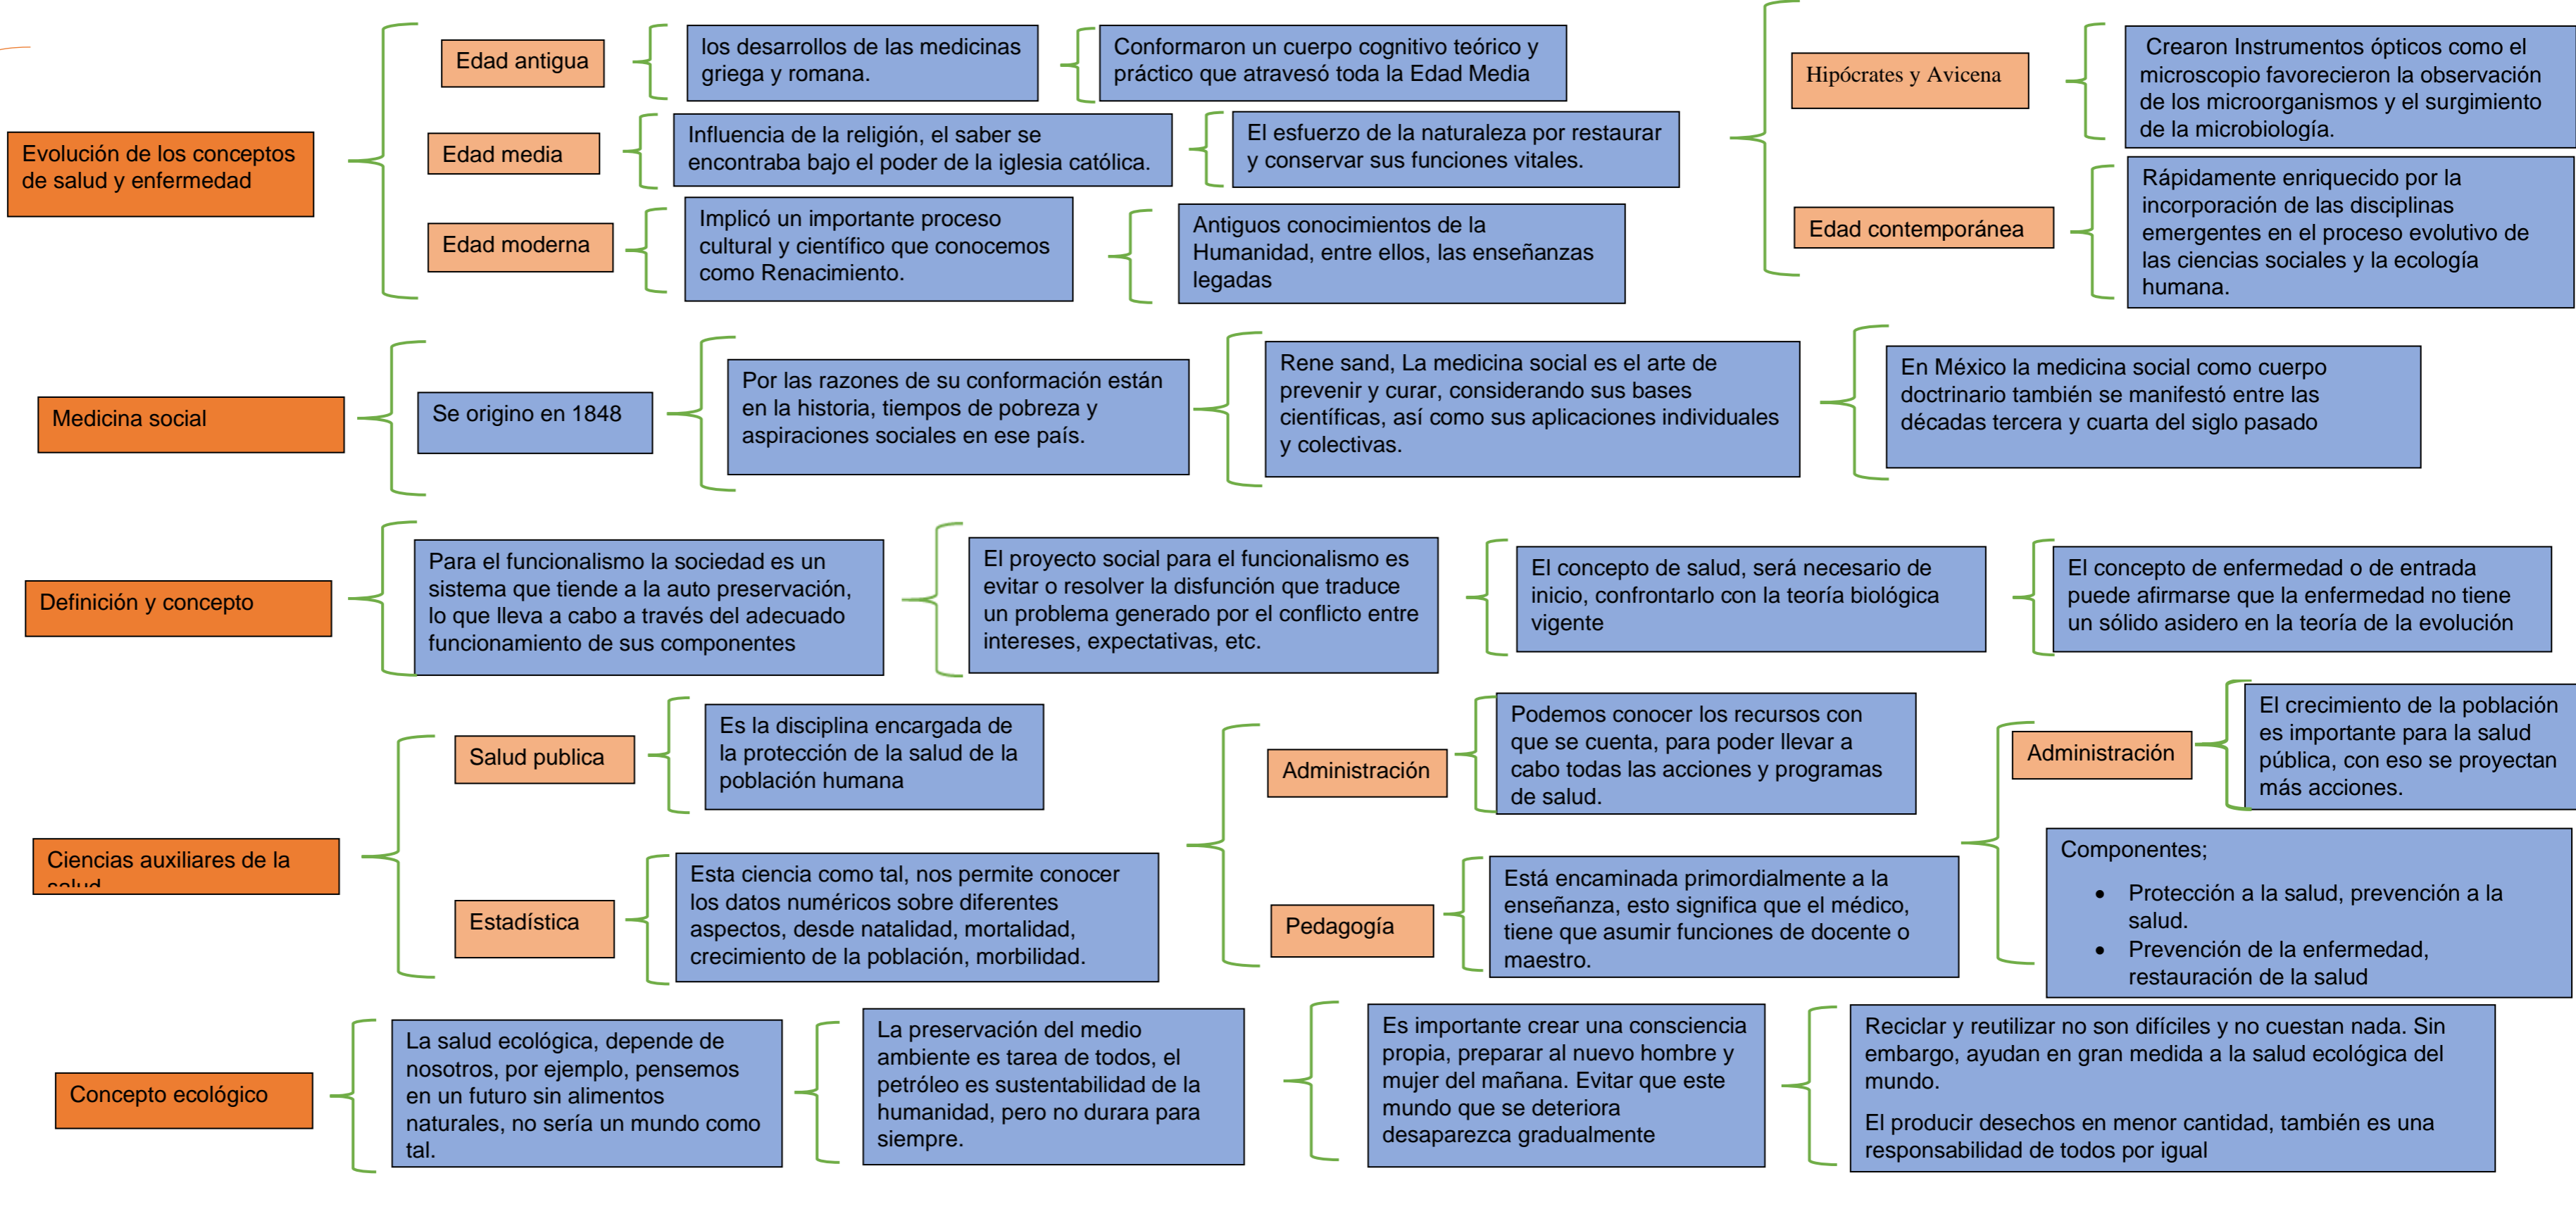 Evolución de los conceptos
de salud y enfermedad
Edad antigua
los desarrollos de las medicinas
griega y romana.
Conformaron un cuerpo cognitivo teórico y
práctico que atravesó toda la Edad Media
Edad media
Influencia de la religión, el saber se
encontraba bajo el poder de la iglesia católica.
El esfuerzo de la naturaleza por restaurar
y conservar sus funciones vitales.
Edad moderna
Implicó un importante proceso
cultural y científico que conocemos
como Renacimiento.
Antiguos conocimientos de la
Humanidad, entre ellos, las enseñanzas
legadas
Hipócrates y Avicena
Crearon Instrumentos ópticos como el
microscopio favorecieron la observación
de los microorganismos y el surgimiento
de la microbiología.
Edad contemporánea
Rápidamente enriquecido por la
incorporación de las disciplinas
emergentes en el proceso evolutivo de
las ciencias sociales y la ecología
humana.
Medicina social
Se origino en 1848
Por las razones de su conformación están
en la historia, tiempos de pobreza y
aspiraciones sociales en ese país.
Rene sand, La medicina social es el arte de
prevenir y curar, considerando sus bases
científicas, así como sus aplicaciones individuales
y colectivas.
En México la medicina social como cuerpo
doctrinario también se manifestó entre las
décadas tercera y cuarta del siglo pasado
Definición y concepto
Para el funcionalismo la sociedad es un
sistema que tiende a la auto preservación,
lo que lleva a cabo a través del adecuado
funcionamiento de sus componentes
El proyecto social para el funcionalismo es
evitar o resolver la disfunción que traduce
un problema generado por el conflicto entre
intereses, expectativas, etc.
El concepto de salud, será necesario de
inicio, confrontarlo con la teoría biológica
vigente
El concepto de enfermedad o de entrada
puede afirmarse que la enfermedad no tiene
un sólido asidero en la teoría de la evolución
Ciencias auxiliares de la
salud
Salud publica
Es la disciplina encargada de
la protección de la salud de la
población humana
Estadística
Esta ciencia como tal, nos permite conocer
los datos numéricos sobre diferentes
aspectos, desde natalidad, mortalidad,
crecimiento de la población, morbilidad.
Administración
Podemos conocer los recursos con
que se cuenta, para poder llevar a
cabo todas las acciones y programas
de salud.
Pedagogía
Está encaminada primordialmente a la
enseñanza, esto significa que el médico,
tiene que asumir funciones de docente o
maestro.
Administración
El crecimiento de la población
es importante para la salud
pública, con eso se proyectan
más acciones.
Componentes;
• Protección a la salud, prevención a la
salud.
• Prevención de la enfermedad,
restauración de la salud
Concepto ecológico
La salud ecológica, depende de
nosotros, por ejemplo, pensemos
en un futuro sin alimentos
naturales, no sería un mundo como
tal.
La preservación del medio
ambiente es tarea de todos, el
petróleo es sustentabilidad de la
humanidad, pero no durara para
siempre.
Es importante crear una consciencia
propia, preparar al nuevo hombre y
mujer del mañana. Evitar que este
mundo que se deteriora
desaparezca gradualmente
Reciclar y reutilizar no son difíciles y no cuestan nada. Sin
embargo, ayudan en gran medida a la salud ecológica del
mundo.
El producir desechos en menor cantidad, también es una
responsabilidad de todos por igual